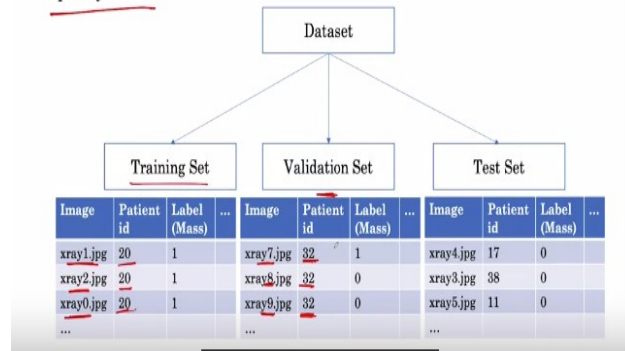 Dataset
Training Set
Validation Set
Test Set
Image Patient id Label (Mass) ...
xray1.jpg 20 1
xray2.jpg 20 1
xray0.jpg 20 1
...
Image Patient id Label (Mass) ...
xray7.jpg 32 1
xray8.jpg 32 0
xray9.jpg 32 0
...
Image Patient id Label (Mass) ...
xray4.jpg 17 0
xray3.jpg 38 0
xray5.jpg 11 0
...